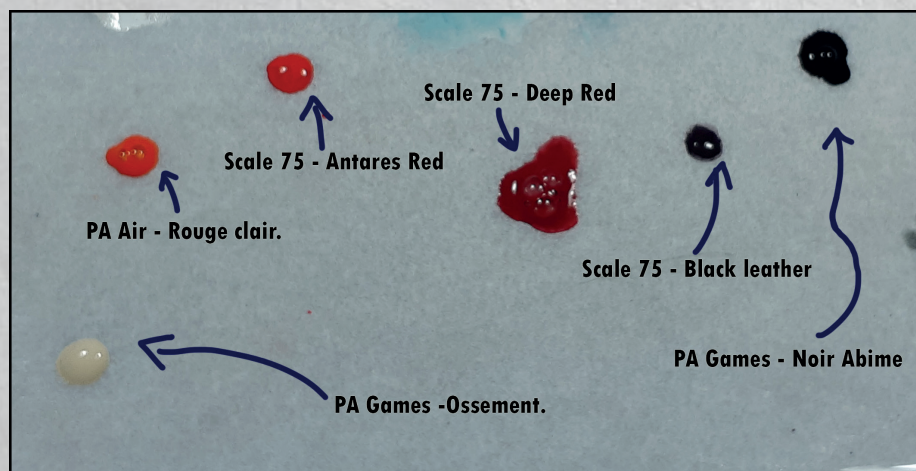 Scale 75 - Deep Red
Scale 75 - Antares Red
PA Air - Rouge clair.
Scale 75 - Black leather
PA Games - Noir Abime
PA Games -Ossement.